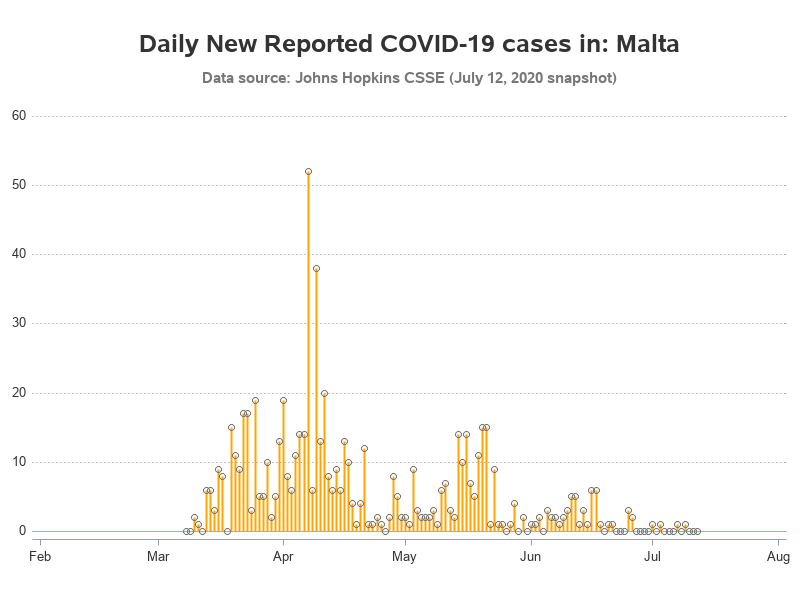 Daily New Reported COVID-19 cases in: Malta
Data source: Johns Hopkins CSSE (July 12, 2020 snapshot)
60
50
40
30
20
10
0
Feb Mar Apr May Jun Jul Aug